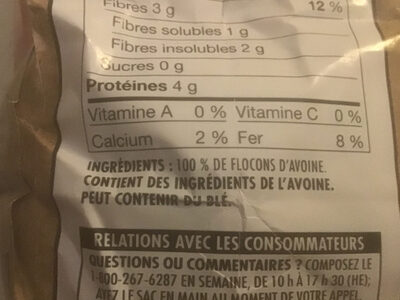 Fibres 3 g 12 %
Fibres solubles 1 g
Fibres insolubles 2 g
Sucres 0 g
Protéines 4 g
Vitamine A 0 % Vitamine C 0 %
Calcium 2 % Fer 8 %
INGRÉDIENTS : 100 % DE FLOCONS D'AVOINE.
CONTIENT DES INGRÉDIENTS DE L'AVOINE.
PEUT CONTENIR DU BLÉ.
RELATIONS AVEC LES CONSOMMATEURS
QUESTIONS OU COMMENTAIRES ? COMPOSEZ LE
1-800-267-6287 EN SEMAINE, DE 10 h À 17 h 30 (HE);
AYEZ LE SAC EN MAIN AU MOMENT DE VOTRE APPEL.